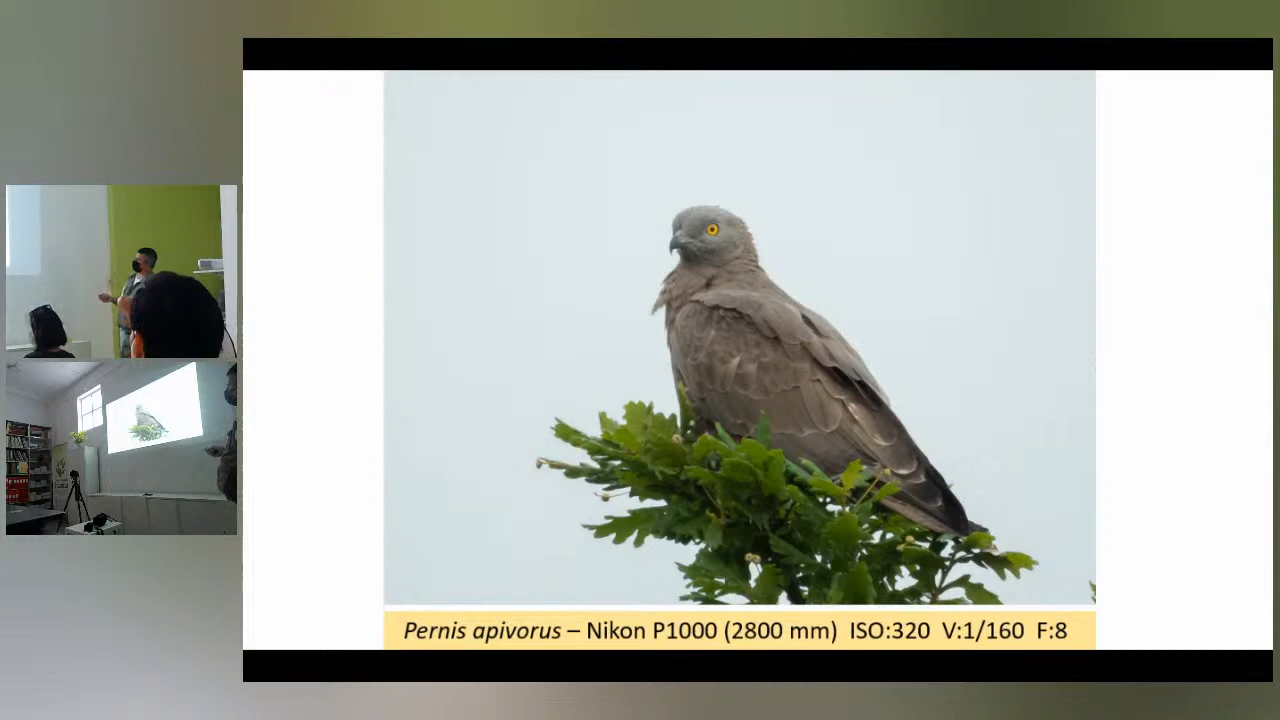 Pernis apivorus – Nikon P1000 (2800 mm) ISO:320 V:1/160 F:8